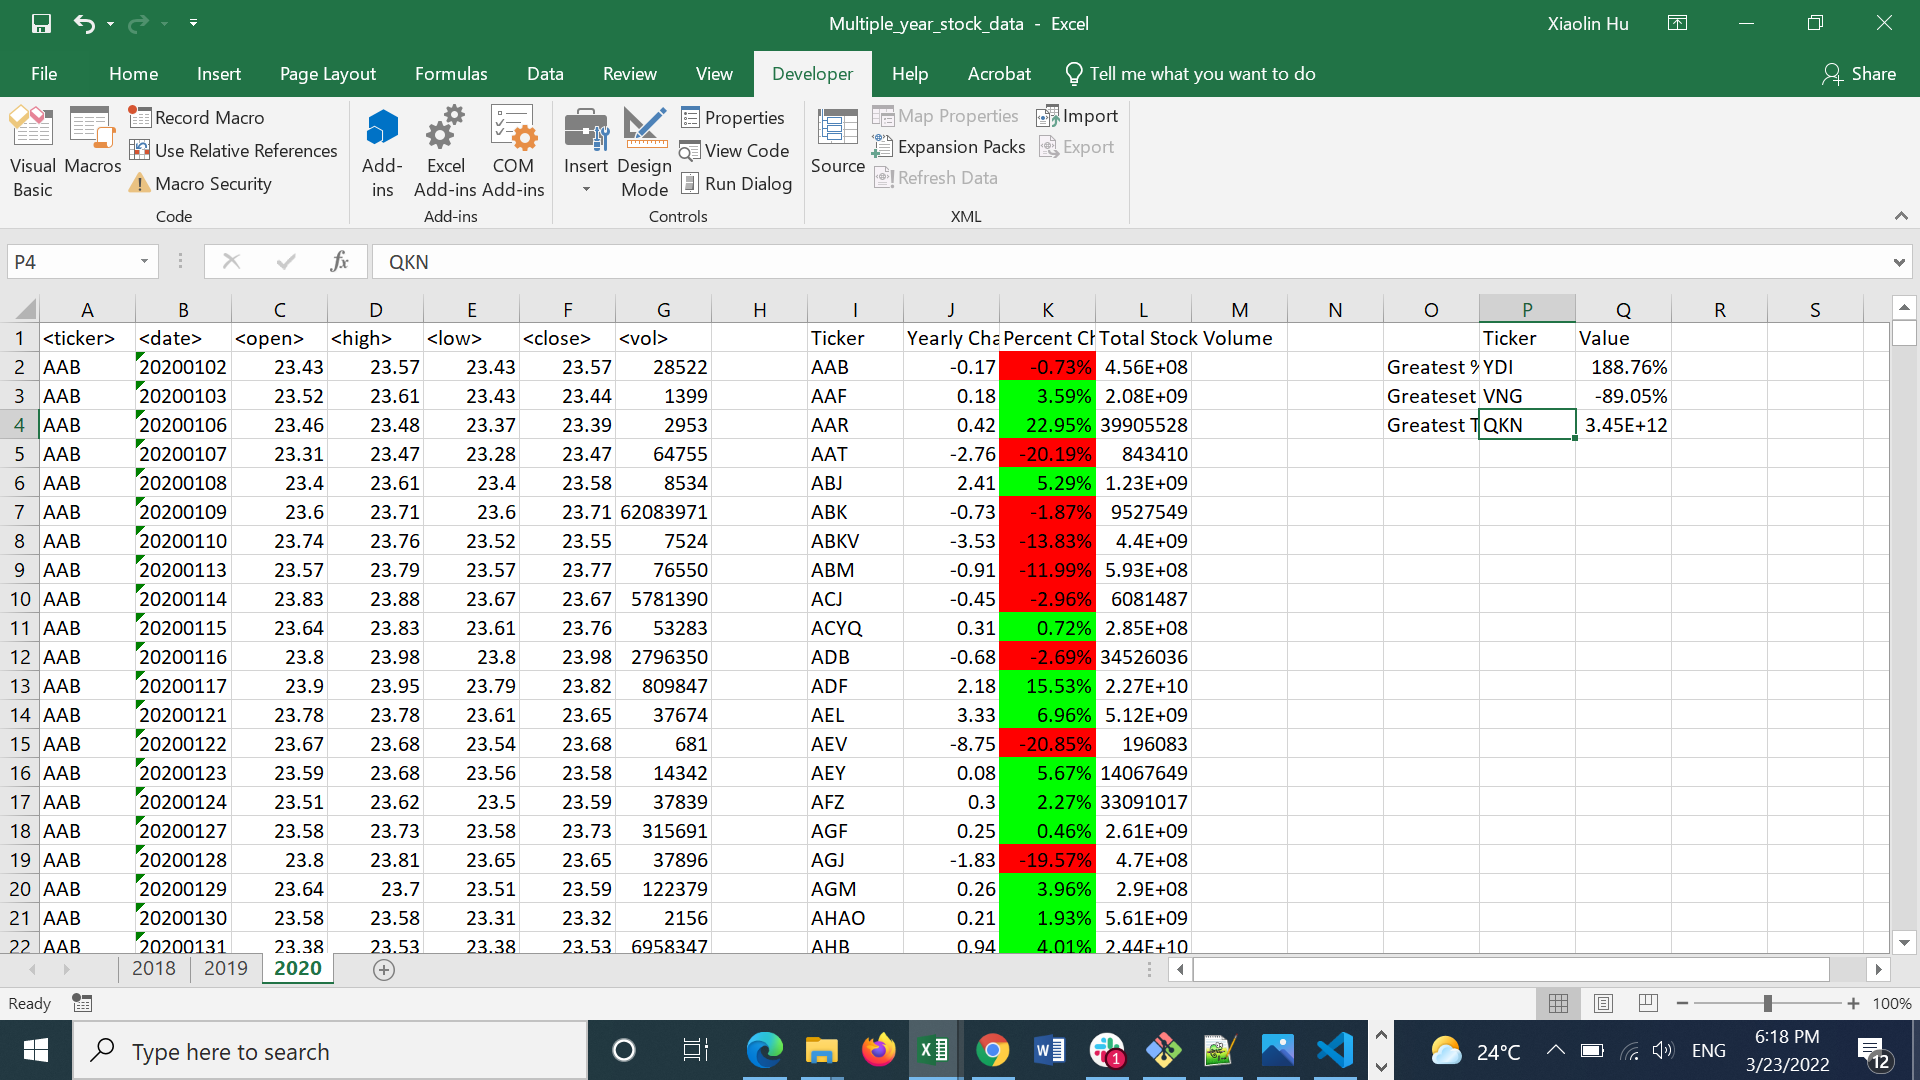 Multiple_year_stock_data - Excel
Xiaolin Hu
File Home Insert Page Layout Formulas Data Review View Developer Help Acrobat Tell me what you want to do Share
Visual Basic
Macros
Record Macro
Use Relative References
Macro Security
Code
Add-ins
Excel Add-ins
COM Add-ins
Add-ins
Insert
Design Mode
Properties
View Code
Run Dialog
Controls
Source
Map Properties
Expansion Packs
Refresh Data
Import
Export
XML
P4 fx QKN
A B C D E F G H I J K L M N O P Q R S
1 <ticker> <date> <open> <high> <low> <close> <vol> Ticker Yearly Cha Percent Ch Total Stock Volume Ticker Value
2 AAB 20200102 23.43 23.57 23.43 23.57 28522 AAB -0.17 -0.73% 4.56E+08 Greatest % YDI 188.76%
3 AAB 20200103 23.52 23.61 23.43 23.44 1399 AAF 0.18 3.59% 2.08E+09 Greateset VNG -89.05%
4 AAB 20200106 23.46 23.48 23.37 23.39 2953 AAR 0.42 22.95% 39905528 Greatest T QKN 3.45E+12
5 AAB 20200107 23.31 23.47 23.28 23.47 64755 AAT -2.76 -20.19% 843410
6 AAB 20200108 23.4 23.61 23.4 23.58 8534 ABJ 2.41 5.29% 1.23E+09
7 AAB 20200109 23.6 23.71 23.6 23.71 62083971 ABK -0.73 -1.87% 9527549
8 AAB 20200110 23.74 23.76 23.52 23.55 7524 ABKV -3.53 -13.83% 4.4E+09
9 AAB 20200113 23.57 23.79 23.57 23.77 76550 ABM -0.91 -11.99% 5.93E+08
10 AAB 20200114 23.83 23.88 23.67 23.67 5781390 ACJ -0.45 -2.96% 6081487
11 AAB 20200115 23.64 23.83 23.61 23.76 53283 ACYQ 0.31 0.72% 2.85E+08
12 AAB 20200116 23.8 23.98 23.8 23.98 2796350 ADB -0.68 -2.69% 34526036
13 AAB 20200117 23.9 23.95 23.79 23.82 809847 ADF 2.18 15.53% 2.27E+10
14 AAB 20200121 23.78 23.78 23.61 23.65 37674 AEL 3.33 6.96% 5.12E+09
15 AAB 20200122 23.67 23.68 23.54 23.68 681 AEV -8.75 -20.85% 196083
16 AAB 20200123 23.59 23.68 23.56 23.58 14342 AEY 0.08 5.67% 14067649
17 AAB 20200124 23.51 23.62 23.5 23.59 37839 AFZ 0.3 2.27% 33091017
18 AAB 20200127 23.58 23.73 23.58 23.73 315691 AGF 0.25 0.46% 2.61E+09
19 AAB 20200128 23.8 23.81 23.65 23.65 37896 AGJ -1.83 -19.57% 4.7E+08
20 AAB 20200129 23.64 23.7 23.51 23.59 122379 AGM 0.26 3.96% 2.9E+08
21 AAB 20200130 23.58 23.58 23.31 23.32 2156 AHAO 0.21 1.93% 5.61E+09
22 AAB 20200131 23.38 23.53 23.38 23.53 6958347 AHB 0.94 4.01% 2.44E+10
2018 2019 2020
Ready 100%
Type here to search
1
24°C ENG
6:18 PM
3/23/2022
12